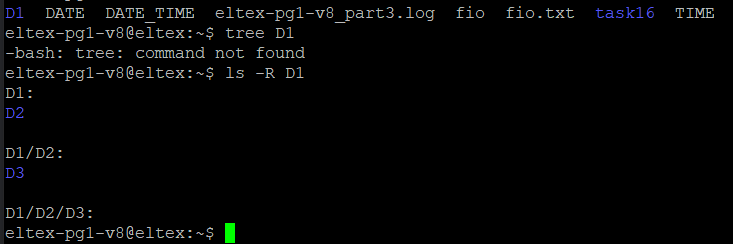 D1  DATE  DATE_TIME  eltex-pg1-v8_part3.log  fio  fio.txt  task16  TIME
eltex-pg1-v8@eltex:~$ tree D1
-bash: tree: command not found
eltex-pg1-v8@eltex:~$ ls -R D1
D1:
D2

D1/D2:
D3

D1/D2/D3:
eltex-pg1-v8@eltex:~$